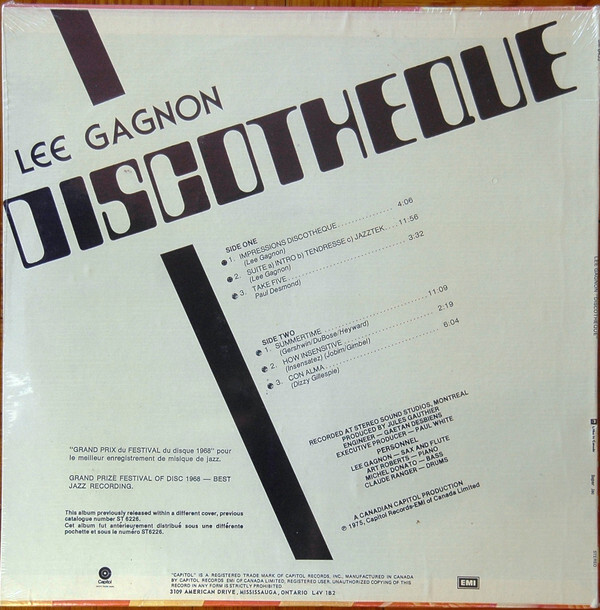 LEE GAGNON
DISCOTHEQUE
SIDE ONE
1. IMPRESSIONS DISCOTHEQUE 4:06
(Lee Gagnon)
2. SUITE a) INTRO b) TENDRESSE c) JAZZTEK 11:56
(Lee Gagnon)
3. TAKE FIVE 3:32
Paul Desmond)
SIDE TWO
1. SUMMERTIME 11:09
(Gershwin/DuBose/Heyward)
2. HOW INSENSITIVE 2:19
(Insensatez) (Jobim/Gimbel)
3. CON ALMA 6:04
(Dizzy Gillespie)
RECORDED AT STEREO SOUND STUDIOS, MONTREAL
PRODUCED BY JULES GAUTHIER
ENGINEER — GAETAN DESBIENS
EXECUTIVE PRODUCER — PAUL WHITE
PERSONNEL
LEE GAGNON — SAX AND FLUTE
ART ROBERTS — PIANO
MICHEL DONATO — BASS
CLAUDE RANGER — DRUMS
A CANADIAN CAPITOL PRODUCTION
℗ 1975, Capitol Records-EMI of Canada Limited
"GRAND PRIX du FESTIVAL du disque 1968" pour
le meilleur enregistrement de misique de jazz.
GRAND PRIZE FESTIVAL OF DISC 1968 — BEST
JAZZ RECORDING.
This album previously released within a different cover, previous
catalogue number ST 6226.
Cet album fut antérieurement distribué sous une différente
pochette et sous le numéro ST6226.
Capitol
"CAPITOL" IS A REGISTERED TRADE MARK OF CAPITOL RECORDS, INC., MANUFACTURED IN CANADA
BY CAPITOL RECORDS EMI OF CANADA LIMITED, REGISTERED USER. UNAUTHORIZED COPYING OF THIS
RECORD IN ANY FORM IS STRICTLY PROHIBITED.
3109 AMERICAN DRIVE, MISSISSAUGA, ONTARIO L4V 1B2
EMI
LEE GAGNON DISCOTHEQUE
STEREO